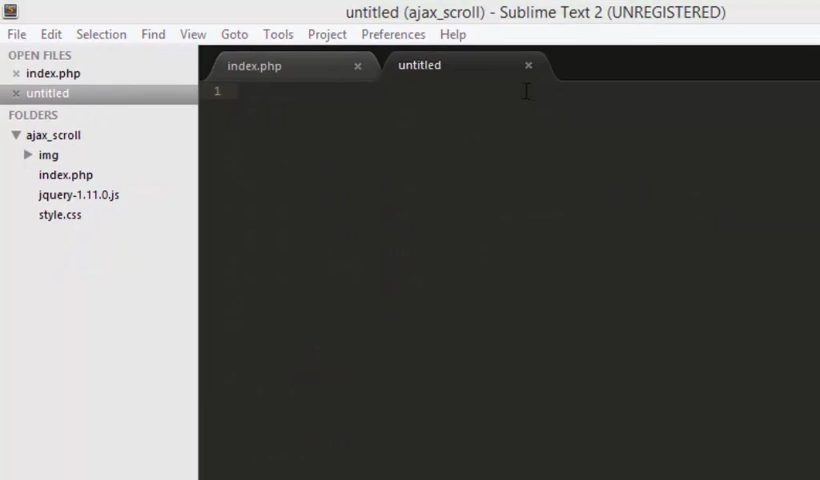 untitled (ajax_scroll) - Sublime Text 2 (UNREGISTERED)
File Edit Selection Find View Goto Tools Project Preferences Help
OPEN FILES
index.php
untitled
FOLDERS
ajax_scroll
img
index.php
jquery-1.11.0.js
style.css
index.php untitled
1